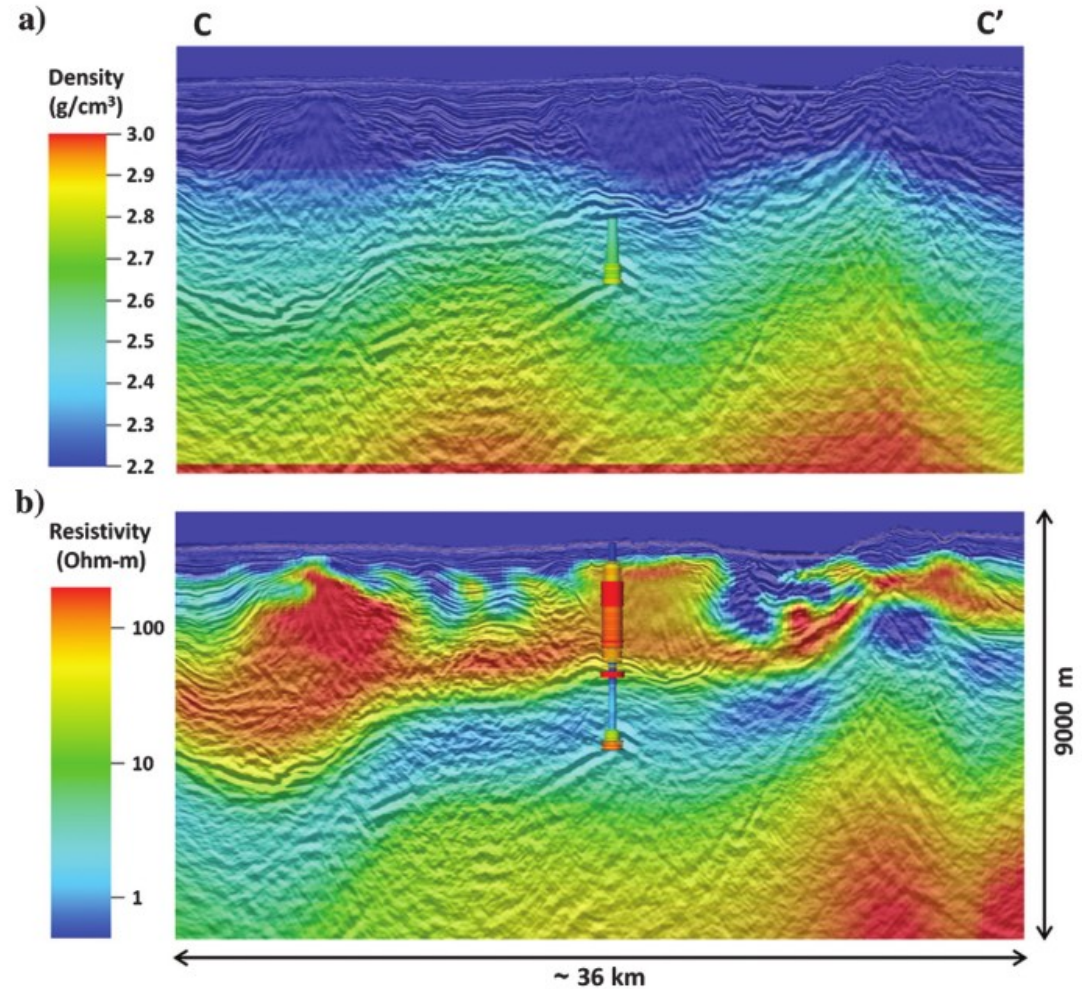 a)
C
C'
Density
(g/cm³)
3.0
2.9
2.8
2.7
2.6
2.5
2.4
2.3
2.2
b)
Resistivity
(Ohm-m)
100
10
1
9000 m
~ 36 km